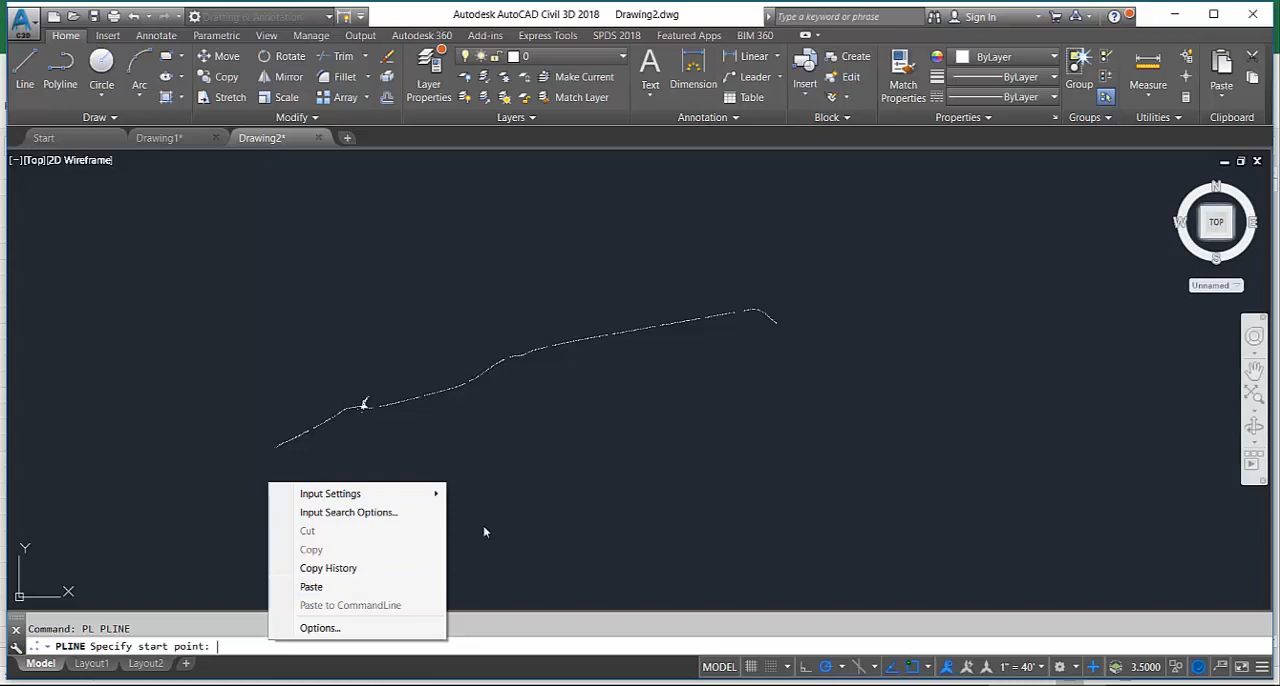 Drafting & Annotation
Autodesk AutoCAD Civil 3D 2018 Drawing2.dwg
Type a keyword or phrase
Sign In
C3D
Home Insert Annotate Parametric View Manage Output Autodesk 360 Add-ins Express Tools SPDS 2018 Featured Apps BIM 360
Line Polyline Circle Arc
Move Rotate Trim
Copy Mirror Fillet
Stretch Scale Array
Layer Properties
0
Make Current
Match Layer
Text Dimension
Linear
Leader
Table
Insert
Create
Edit
Match Properties
ByLayer
ByLayer
ByLayer
Group
Measure
Paste
Draw Modify Layers Annotation Block Properties Groups Utilities Clipboard
Start Drawing1* Drawing2*
[−][Top][2D Wireframe]
N
W TOP E
S
Unnamed
Input Settings
Input Search Options...
Cut
Copy
Copy History
Paste
Paste to CommandLine
Options...
Y
X
Command: PL PLINE
PLINE Specify start point:
Model Layout1 Layout2
MODEL 1" = 40' 3.5000